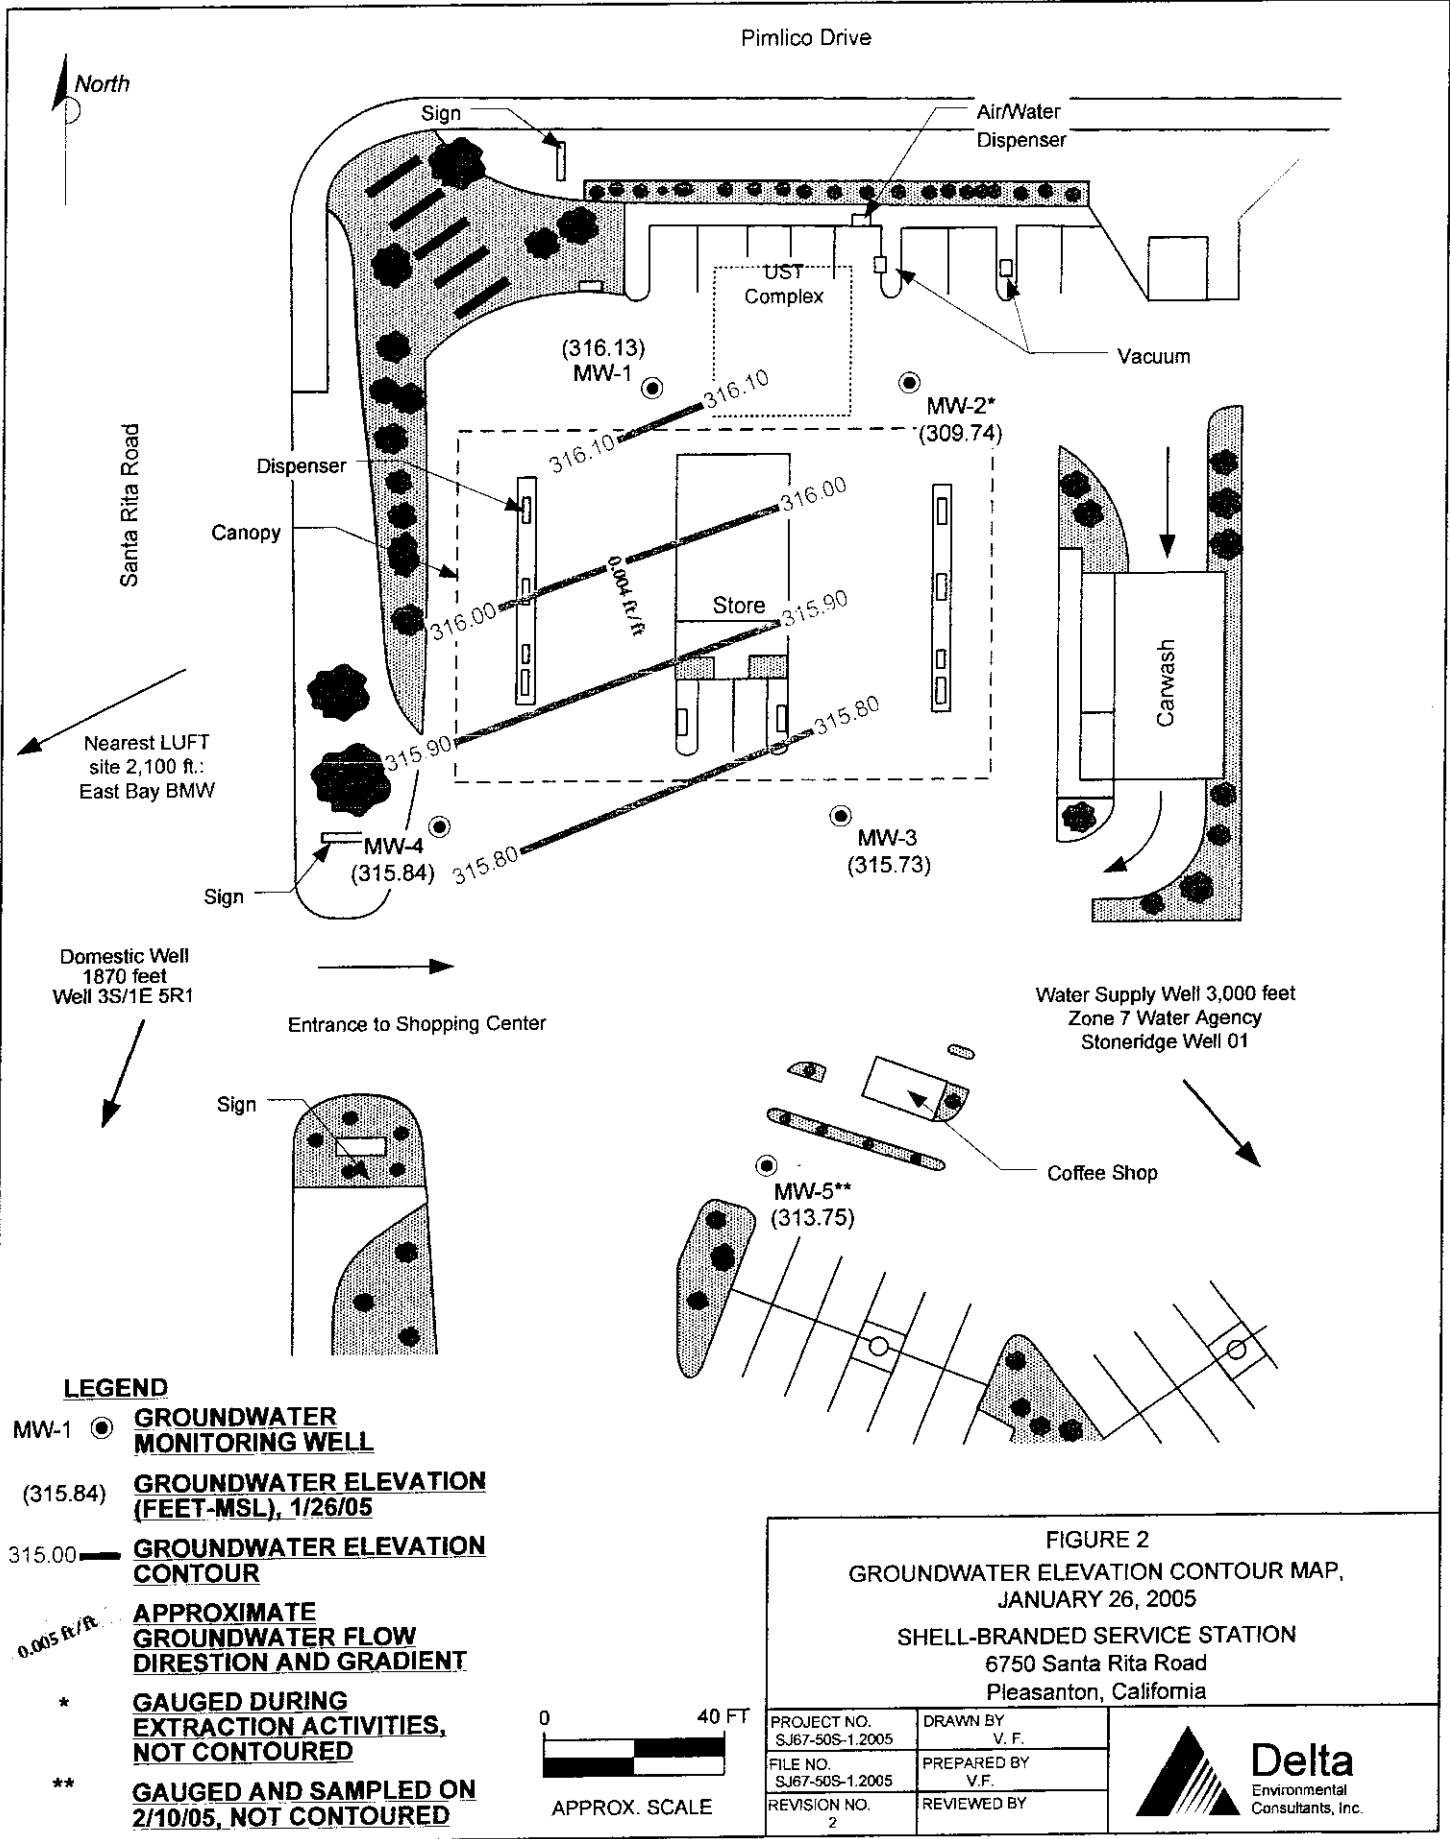 Pimlico Drive
North
Sign
Air/Water
Dispenser
UST
Complex
Vacuum
(316.13)
MW-1
316.10
316.10
MW-2*
(309.74)
Santa Rita Road
Dispenser
Canopy
316.00
316.00
0.004 ft/ft
Store
315.90
315.90
315.80
315.80
Carwash
Nearest LUFT
site 2,100 ft.:
East Bay BMW
MW-4
(315.84)
MW-3
(315.73)
Sign
Domestic Well
1870 feet
Well 3S/1E 5R1
Entrance to Shopping Center
Water Supply Well 3,000 feet
Zone 7 Water Agency
Stoneridge Well 01
Sign
Coffee Shop
MW-5**
(313.75)
LEGEND
MW-1 GROUNDWATER
MONITORING WELL
(315.84) GROUNDWATER ELEVATION
(FEET-MSL), 1/26/05
315.00 GROUNDWATER ELEVATION
CONTOUR
0.005 ft/ft APPROXIMATE
GROUNDWATER FLOW
DIRESTION AND GRADIENT
* GAUGED DURING
EXTRACTION ACTIVITIES,
NOT CONTOURED
** GAUGED AND SAMPLED ON
2/10/05, NOT CONTOURED
0 40 FT
APPROX. SCALE
FIGURE 2
GROUNDWATER ELEVATION CONTOUR MAP,
JANUARY 26, 2005
SHELL-BRANDED SERVICE STATION
6750 Santa Rita Road
Pleasanton, California
PROJECT NO.
SJ67-50S-1.2005
DRAWN BY
V. F.
FILE NO.
SJ67-50S-1.2005
PREPARED BY
V.F.
REVISION NO.
2
REVIEWED BY
Delta
Environmental
Consultants, Inc.